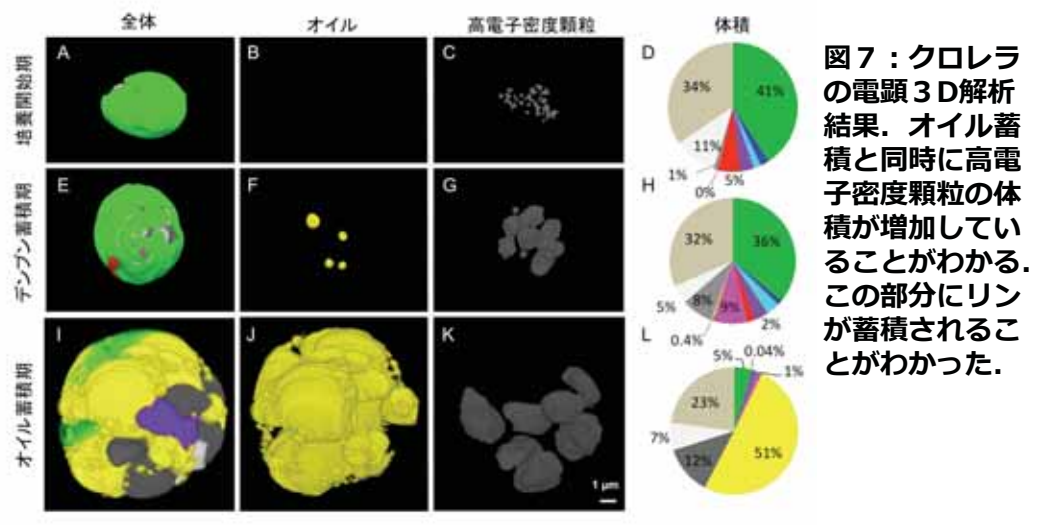 全体
オイル
高電子密度顆粒
体積
培養開始期
A
B
C
D
34%
41%
11%
1%
0%
5%
デンプン蓄積期
E
F
G
H
32%
36%
5%
8%
9%
0.4%
2%
オイル蓄積期
I
J
K
L
5%
0.04%
1%
23%
7%
12%
51%
1 μm
図7：クロレラ
の電顕3D解析
結果．オイル蓄
積と同時に高電
子密度顆粒の体
積が増加してい
ることがわかる．
この部分にリン
が蓄積されるこ
とがわかった．